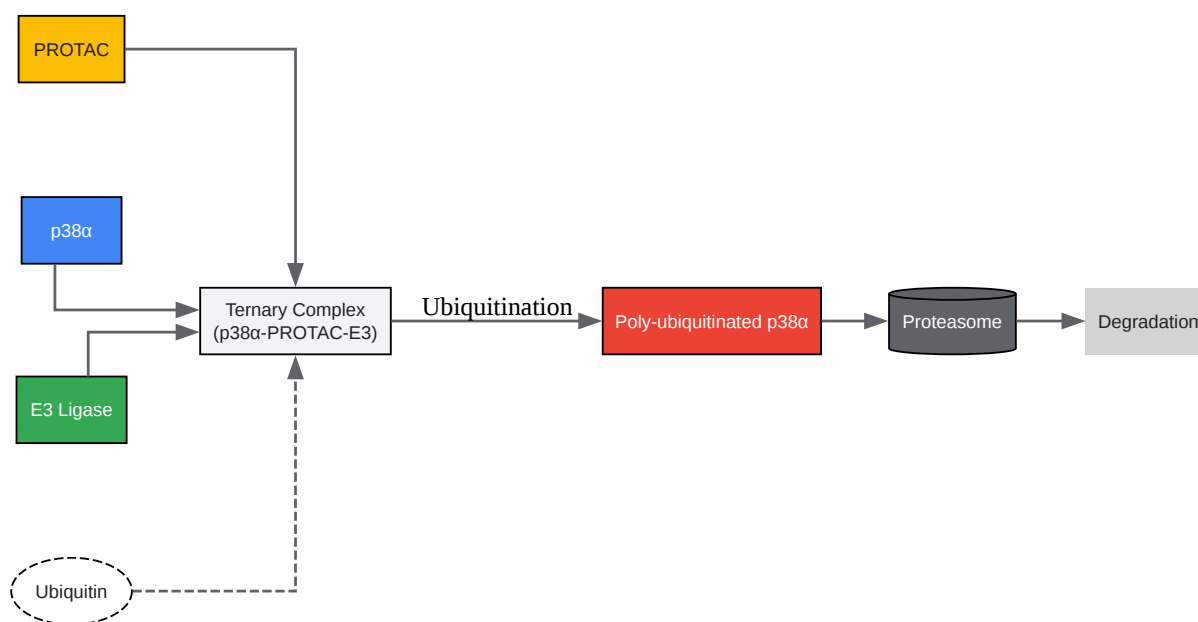 PROTAC
p38α
Ternary Complex
(p38α-PROTAC-E3)
Ubiquitination
Poly-ubiquitinated p38α
Proteasome
Degradation
E3 Ligase
Ubiquitin